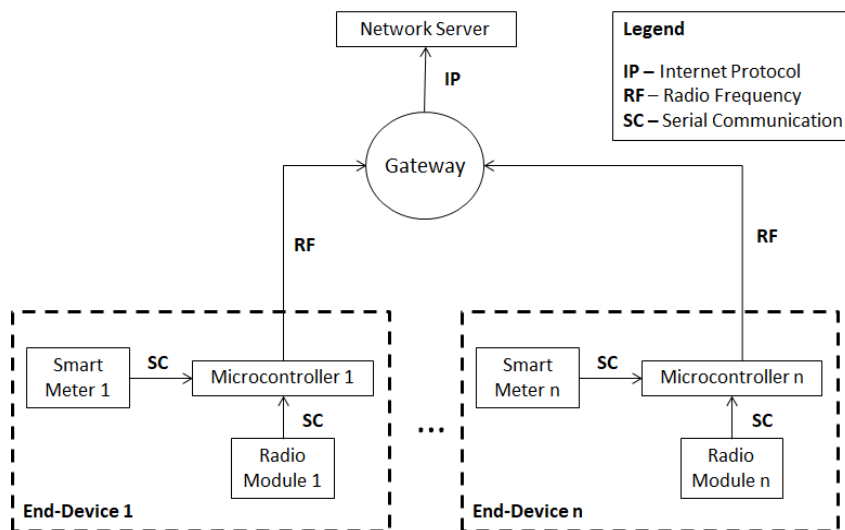 Network Server
Legend
IP – Internet Protocol
RF – Radio Frequency
SC – Serial Communication
IP
Gateway
RF
RF
Smart
Meter 1
SC
Microcontroller 1
SC
Radio
Module 1
End-Device 1
...
Smart
Meter n
SC
Microcontroller n
SC
Radio
Module n
End-Device n